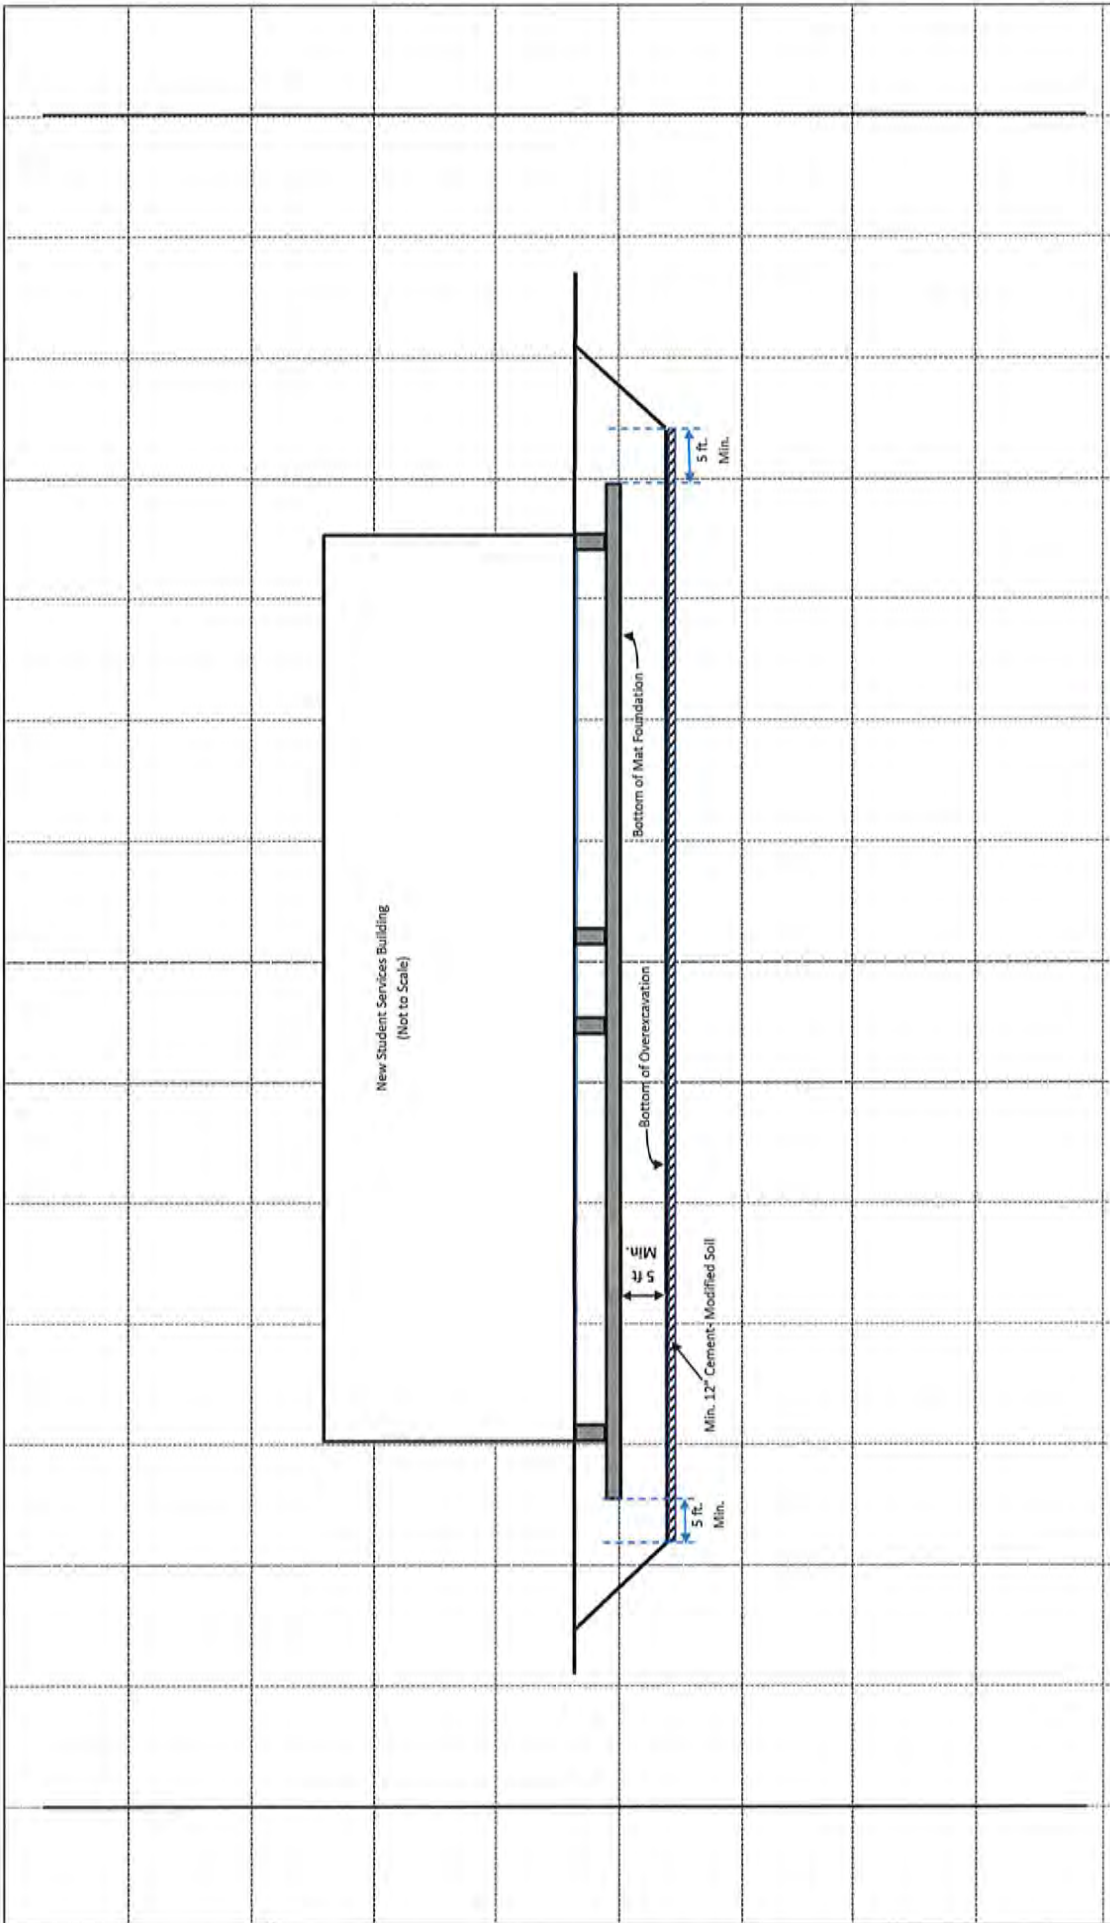 New Student Services Building
(Not to Scale)
Bottom of Mat Foundation
Bottom of Overexcavation
5 ft
Min.
Min. 12" Cement- Modified Soil
5 ft.
Min.
5 ft.
Min.